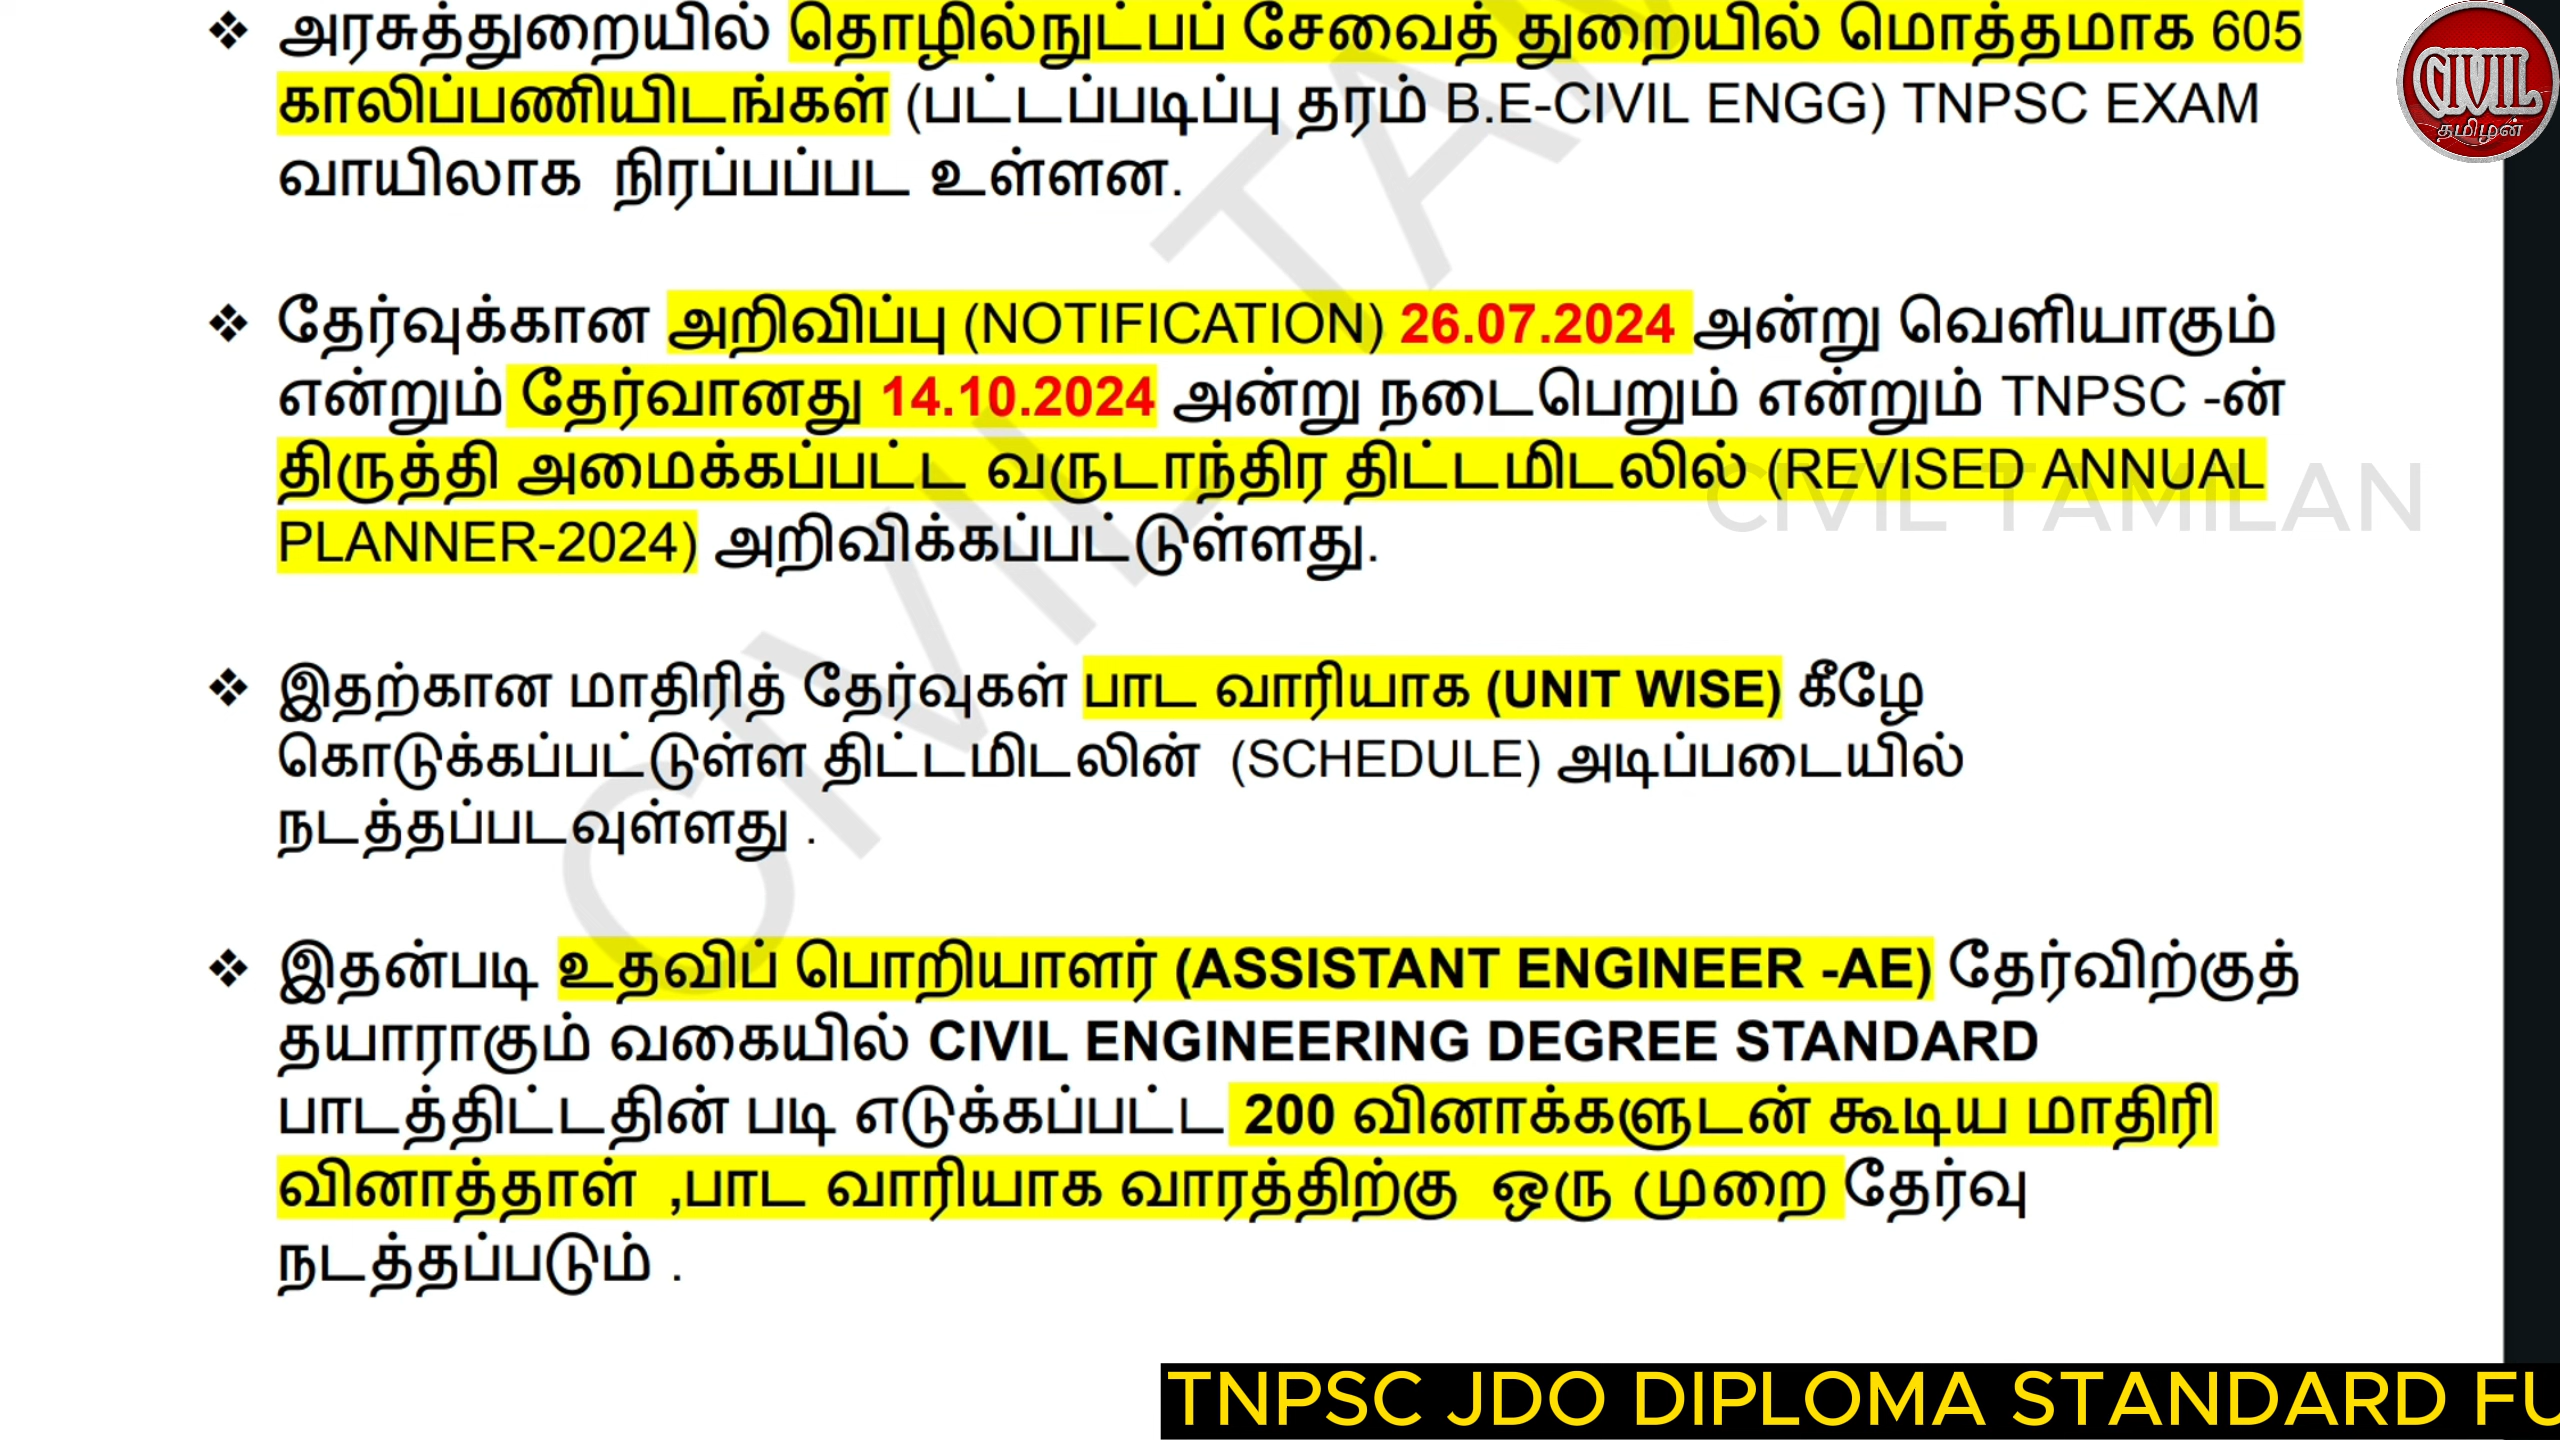 ❖ அரசுத்துறையில் தொழில்நுட்பப் சேவைத் துறையில் மொத்தமாக 605
காலிப்பணியிடங்கள் (பட்டப்படிப்பு தரம் B.E-CIVIL ENGG) TNPSC EXAM
வாயிலாக நிரப்பப்பட உள்ளன.
❖ தேர்வுக்கான அறிவிப்பு (NOTIFICATION) 26.07.2024 அன்று வெளியாகும்
என்றும் தேர்வானது 14.10.2024 அன்று நடைபெறும் என்றும் TNPSC -ன்
திருத்தி அமைக்கப்பட்ட வருடாந்திர திட்டமிடலில் (REVISED ANNUAL
PLANNER-2024) அறிவிக்கப்பட்டுள்ளது.
❖ இதற்கான மாதிரித் தேர்வுகள் பாட வாரியாக (UNIT WISE) கீழே
கொடுக்கப்பட்டுள்ள திட்டமிடலின் (SCHEDULE) அடிப்படையில்
நடத்தப்படவுள்ளது .
❖ இதன்படி உதவிப் பொறியாளர் (ASSISTANT ENGINEER -AE) தேர்விற்குத்
தயாராகும் வகையில் CIVIL ENGINEERING DEGREE STANDARD
பாடத்திட்டதின் படி எடுக்கப்பட்ட 200 வினாக்களுடன் கூடிய மாதிரி
வினாத்தாள் ,பாட வாரியாக வாரத்திற்கு ஒரு முறை தேர்வு
நடத்தப்படும் .
CIVIL
தமிழன்
CIVIL TAMILAN
CIVIL TAM
TNPSC JDO DIPLOMA STANDARD FU